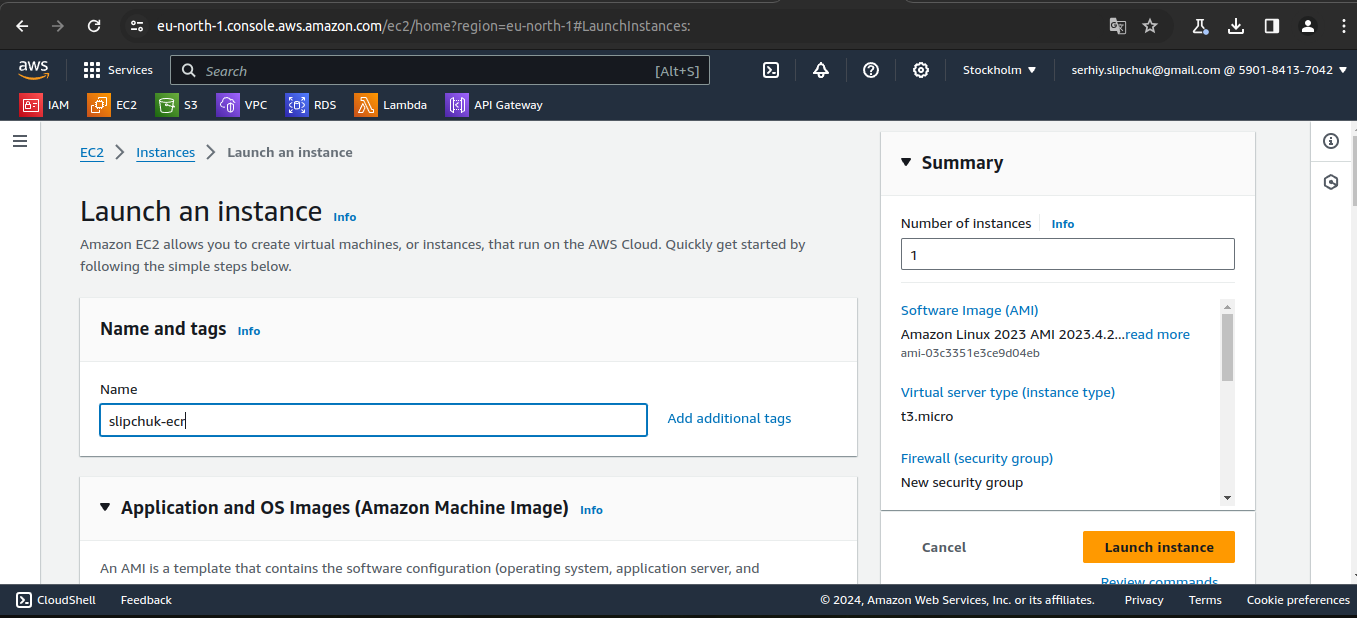 eu-north-1.console.aws.amazon.com/ec2/home?region=eu-north-1#LaunchInstances:
aws Services Search [Alt+S] Stockholm serhiy.slipchuk@gmail.com @ 5901-8413-7042
IAM EC2 S3 VPC RDS Lambda API Gateway
EC2 Instances Launch an instance
Launch an instance Info
Amazon EC2 allows you to create virtual machines, or instances, that run on the AWS Cloud. Quickly get started by
following the simple steps below.
Name and tags Info
Name
slipchuk-ecr Add additional tags
Application and OS Images (Amazon Machine Image) Info
An AMI is a template that contains the software configuration (operating system, application server, and
Summary
Number of instances Info
1
Software Image (AMI)
Amazon Linux 2023 AMI 2023.4.2...read more
ami-03c3351e3ce9d04eb
Virtual server type (instance type)
t3.micro
Firewall (security group)
New security group
Cancel Launch instance
Review commands
CloudShell Feedback © 2024, Amazon Web Services, Inc. or its affiliates. Privacy Terms Cookie preferences